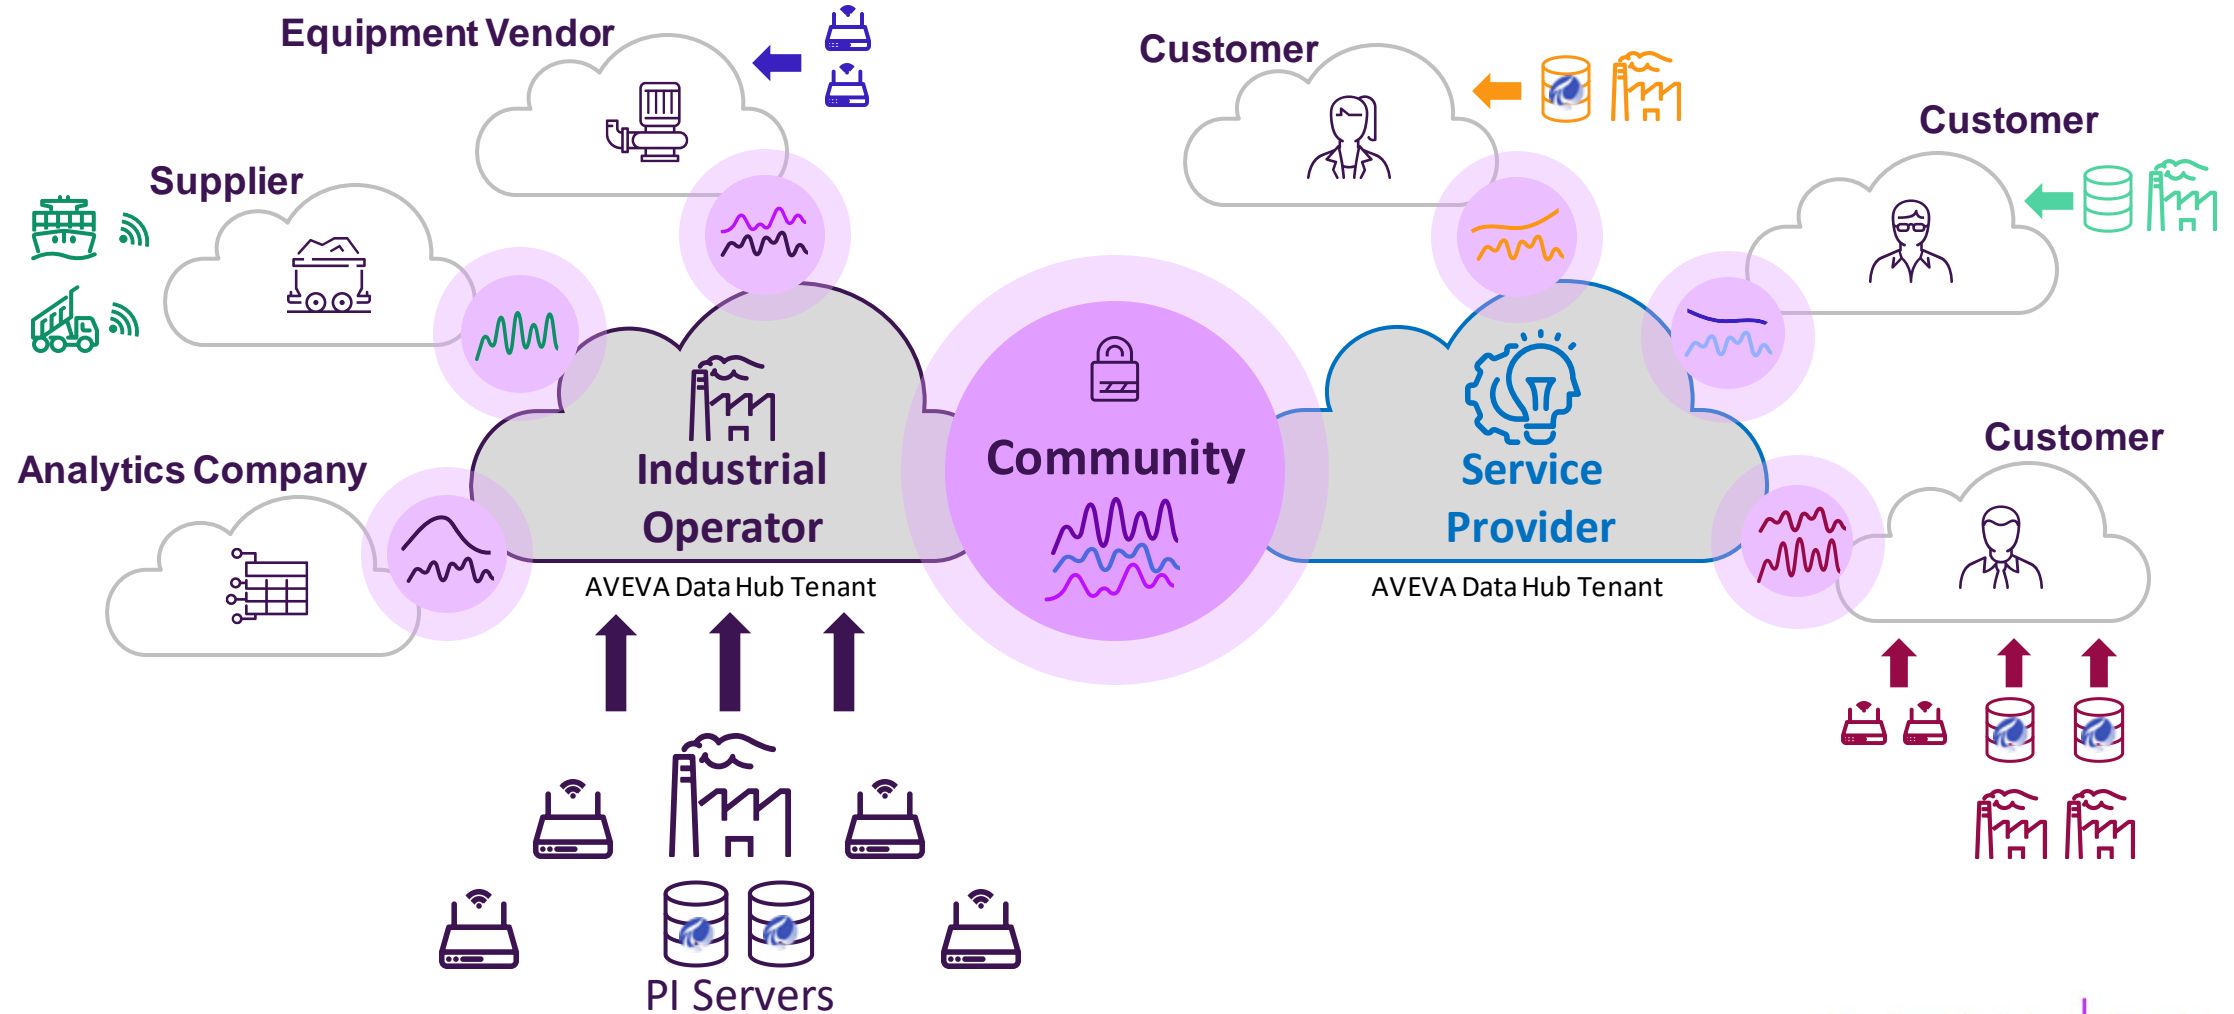 Equipment Vendor
Customer
Customer
Supplier
Customer
Analytics Company
Industrial
Operator
AVEVA Data Hub Tenant
Community
Service
Provider
AVEVA Data Hub Tenant
PI Servers